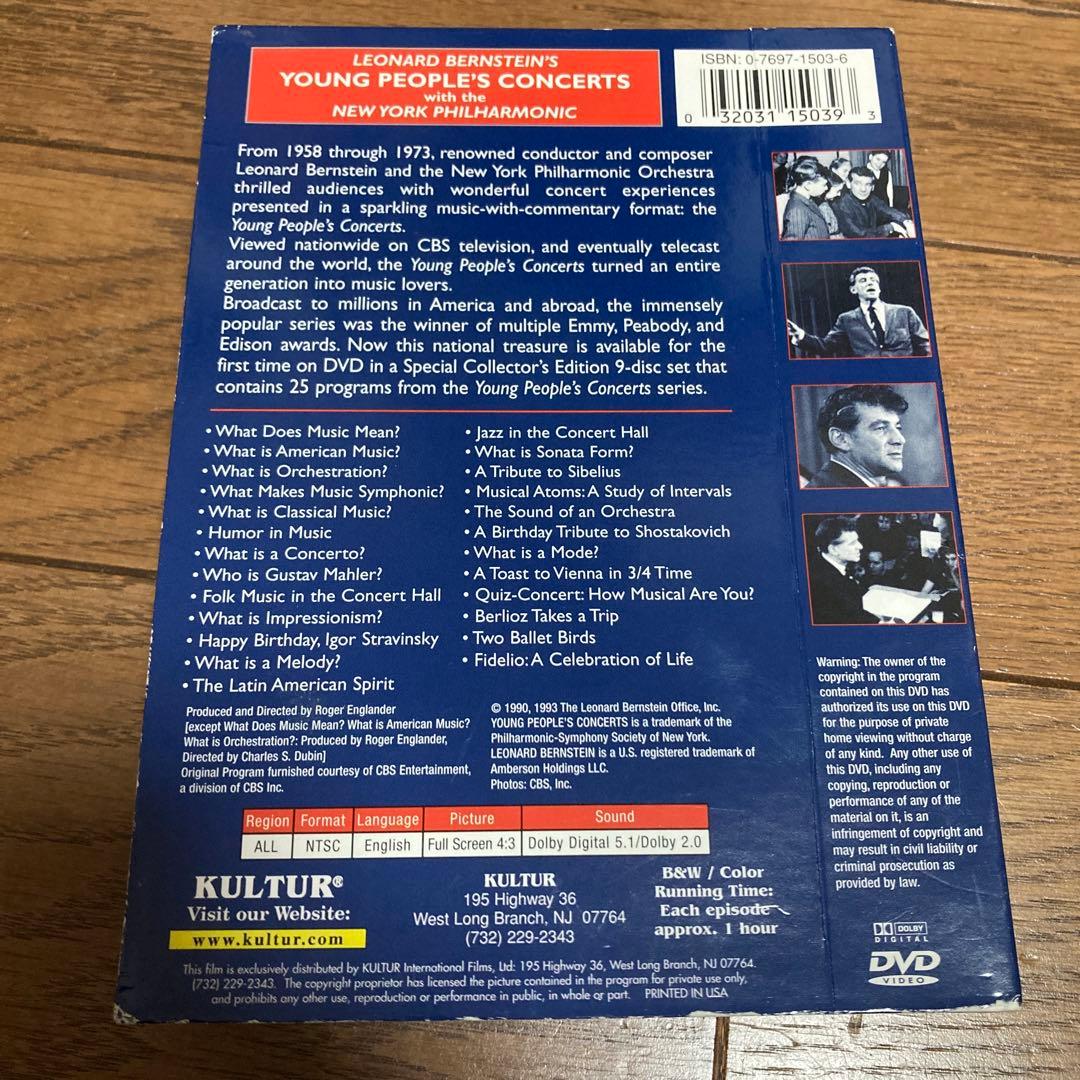 LEONARD BERNSTEIN'S
YOUNG PEOPLE'S CONCERTS
with the
NEW YORK PHILHARMONIC
ISBN: 0-7697-1503-6
0 32031 15039 3
From 1958 through 1973, renowned conductor and composer
Leonard Bernstein and the New York Philharmonic Orchestra
thrilled audiences with wonderful concert experiences
presented in a sparkling music-with-commentary format: the
Young People's Concerts.
Viewed nationwide on CBS television, and eventually telecast
around the world, the Young People's Concerts turned an entire
generation into music lovers.
Broadcast to millions in America and abroad, the immensely
popular series was the winner of multiple Emmy, Peabody, and
Edison awards. Now this national treasure is available for the
first time on DVD in a Special Collector's Edition 9-disc set that
contains 25 programs from the Young People's Concerts series.
• What Does Music Mean?
• What is American Music?
• What is Orchestration?
• What Makes Music Symphonic?
• What is Classical Music?
• Humor in Music
• What is a Concerto?
• Who is Gustav Mahler?
• Folk Music in the Concert Hall
• What is Impressionism?
• Happy Birthday, Igor Stravinsky
• What is a Melody?
• The Latin American Spirit
• Jazz in the Concert Hall
• What is Sonata Form?
• A Tribute to Sibelius
• Musical Atoms: A Study of Intervals
• The Sound of an Orchestra
• A Birthday Tribute to Shostakovich
• What is a Mode?
• A Toast to Vienna in 3/4 Time
• Quiz-Concert: How Musical Are You?
• Berlioz Takes a Trip
• Two Ballet Birds
• Fidelio: A Celebration of Life
Produced and Directed by Roger Englander
[except What Does Music Mean? What is American Music?
What is Orchestration?: Produced by Roger Englander,
Directed by Charles S. Dubin]
Original Program furnished courtesy of CBS Entertainment,
a division of CBS Inc.
© 1990, 1993 The Leonard Bernstein Office, Inc.
YOUNG PEOPLE'S CONCERTS is a trademark of the
Philharmonic-Symphony Society of New York.
LEONARD BERNSTEIN is a U.S. registered trademark of
Amberson Holdings LLC.
Photos: CBS, Inc.
Region Format Language Picture Sound
ALL NTSC English Full Screen 4:3 Dolby Digital 5.1/Dolby 2.0
KULTUR®
Visit our Website:
www.kultur.com
KULTUR
195 Highway 36
West Long Branch, NJ 07764
(732) 229-2343
B&W / Color
Running Time:
Each episode
approx. 1 hour
This film is exclusively distributed by KULTUR International Films, Ltd: 195 Highway 36, West Long Branch, NJ 07764.
(732) 229-2343. The copyright proprietor has licensed the picture contained in the program for private use only,
and prohibits any other use, reproduction or performance in public, in whole or part. PRINTED IN USA
Warning: The owner of the
copyright in the program
contained on this DVD has
authorized its use on this DVD
for the purpose of private
home viewing without charge
of any kind. Any other use of
this DVD, including any
copying, reproduction or
performance of any of the
material on it, is an
infringement of copyright and
may result in civil liability or
criminal prosecution as
provided by law.
DOLBY
DIGITAL
DVD
VIDEO